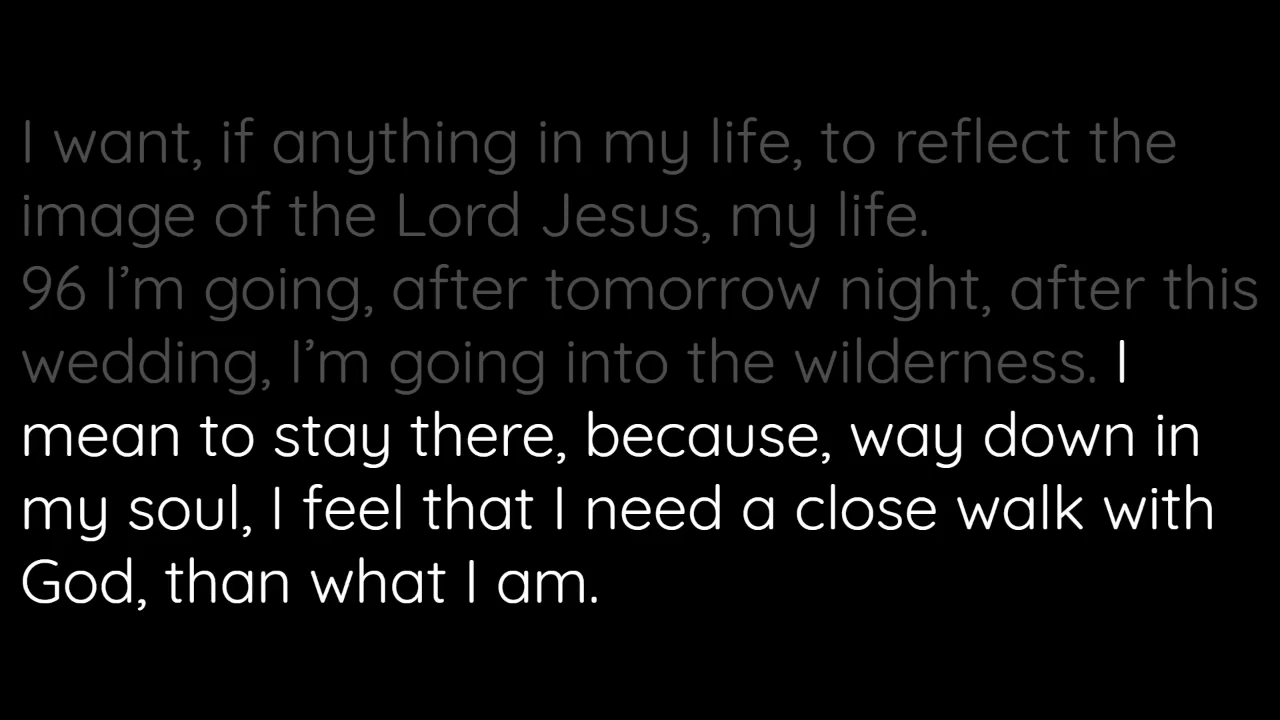 I want, if anything in my life, to reflect the
image of the Lord Jesus, my life.
96 I’m going, after tomorrow night, after this
wedding, I’m going into the wilderness. I
mean to stay there, because, way down in
my soul, I feel that I need a close walk with
God, than what I am.